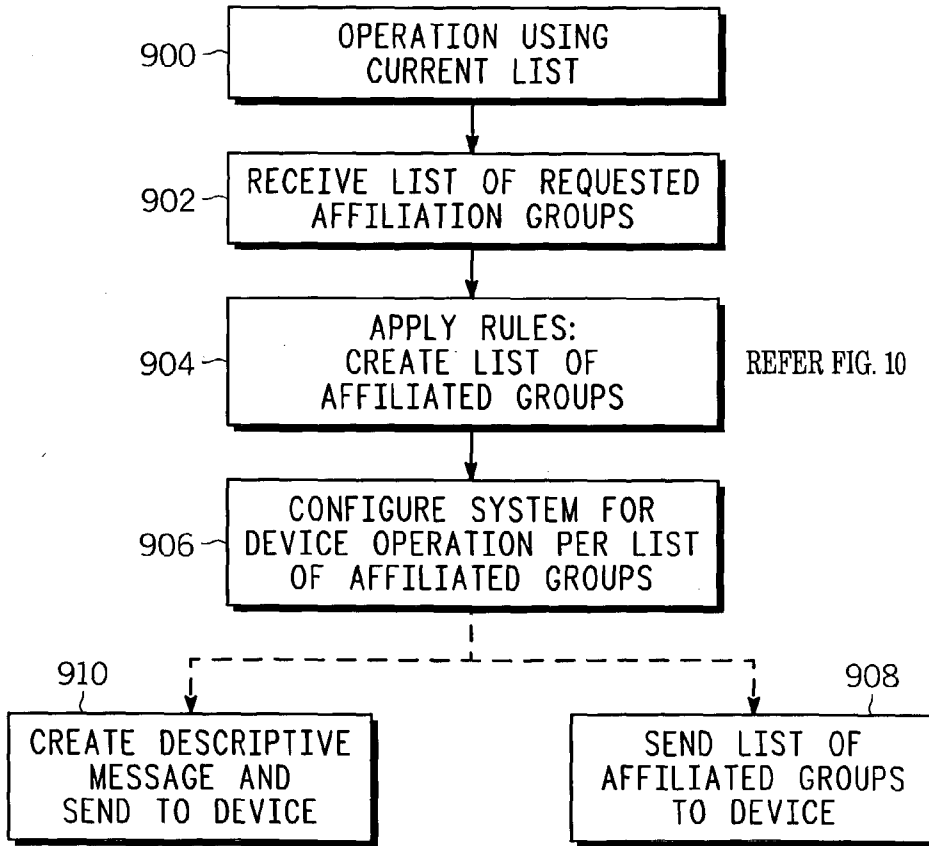 900
OPERATION USING
CURRENT LIST
902
RECEIVE LIST OF REQUESTED
AFFILIATION GROUPS
904
APPLY RULES:
CREATE LIST OF
AFFILIATED GROUPS
REFER FIG. 10
906
CONFIGURE SYSTEM FOR
DEVICE OPERATION PER LIST
OF AFFILIATED GROUPS
910
CREATE DESCRIPTIVE
MESSAGE AND
SEND TO DEVICE
908
SEND LIST OF
AFFILIATED GROUPS
TO DEVICE